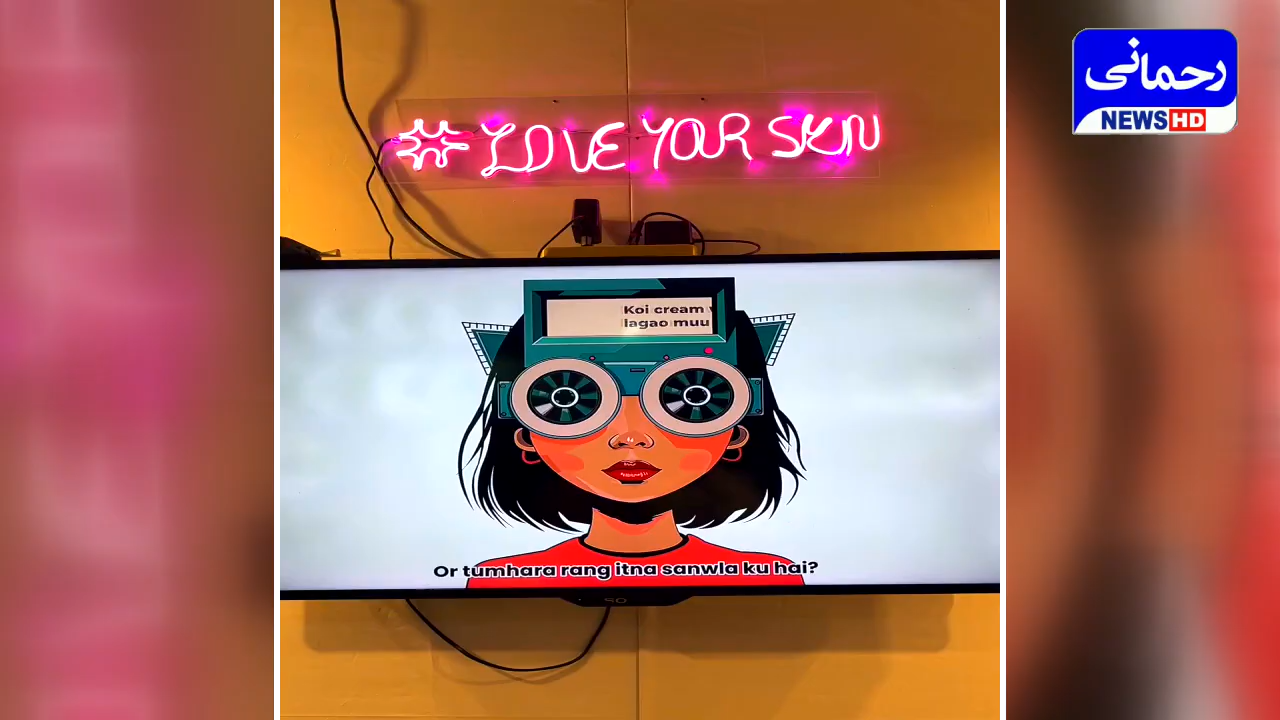 رحمانی
NEWS HD
#LOVE YOUR SKIN
Koi cream
lagao muu
Or tumhara rang itna sanwla ku hai?